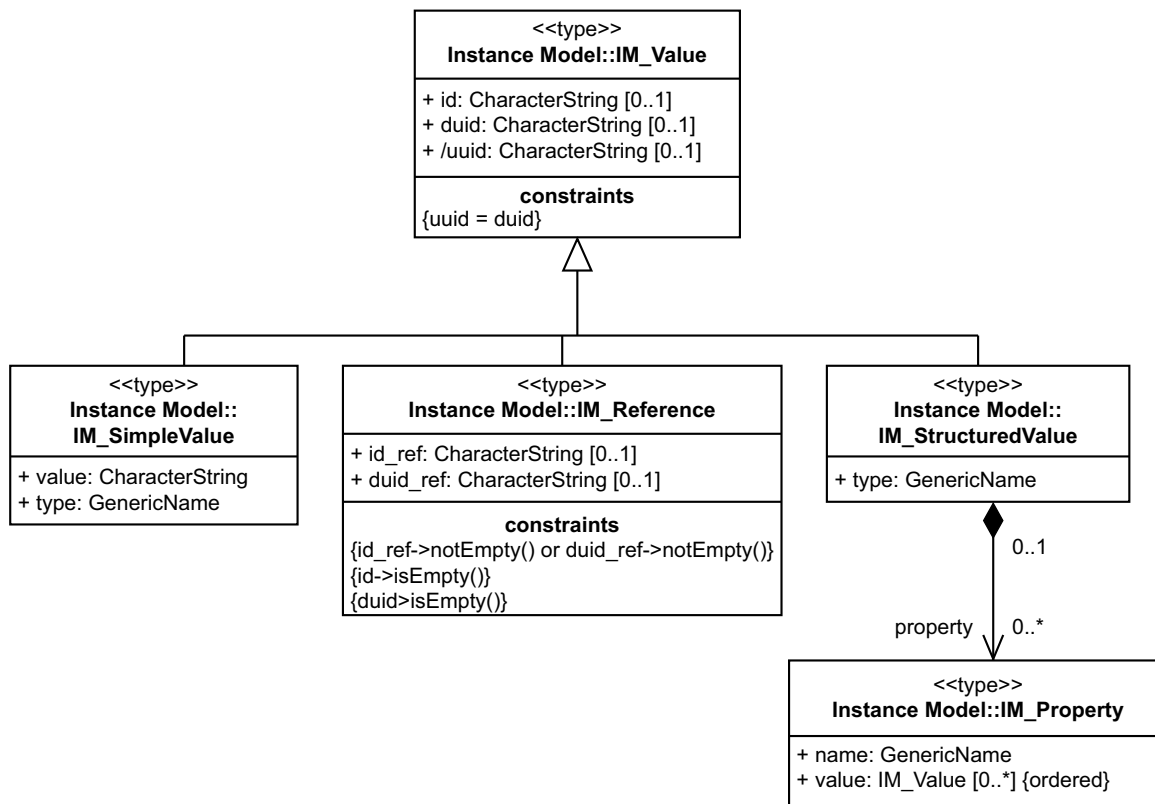 <<type>>
Instance Model::IM_Value
+ id: CharacterString [0..1]
+ duid: CharacterString [0..1]
+ /uuid: CharacterString [0..1]
constraints
{uuid = duid}
<<type>>
Instance Model::
IM_SimpleValue
+ value: CharacterString
+ type: GenericName
<<type>>
Instance Model::IM_Reference
+ id_ref: CharacterString [0..1]
+ duid_ref: CharacterString [0..1]
constraints
{id_ref->notEmpty() or duid_ref->notEmpty()}
{id->isEmpty()}
{duid>isEmpty()}
<<type>>
Instance Model::
IM_StructuredValue
+ type: GenericName
0..1
property 0..*
<<type>>
Instance Model::IM_Property
+ name: GenericName
+ value: IM_Value [0..*] {ordered}